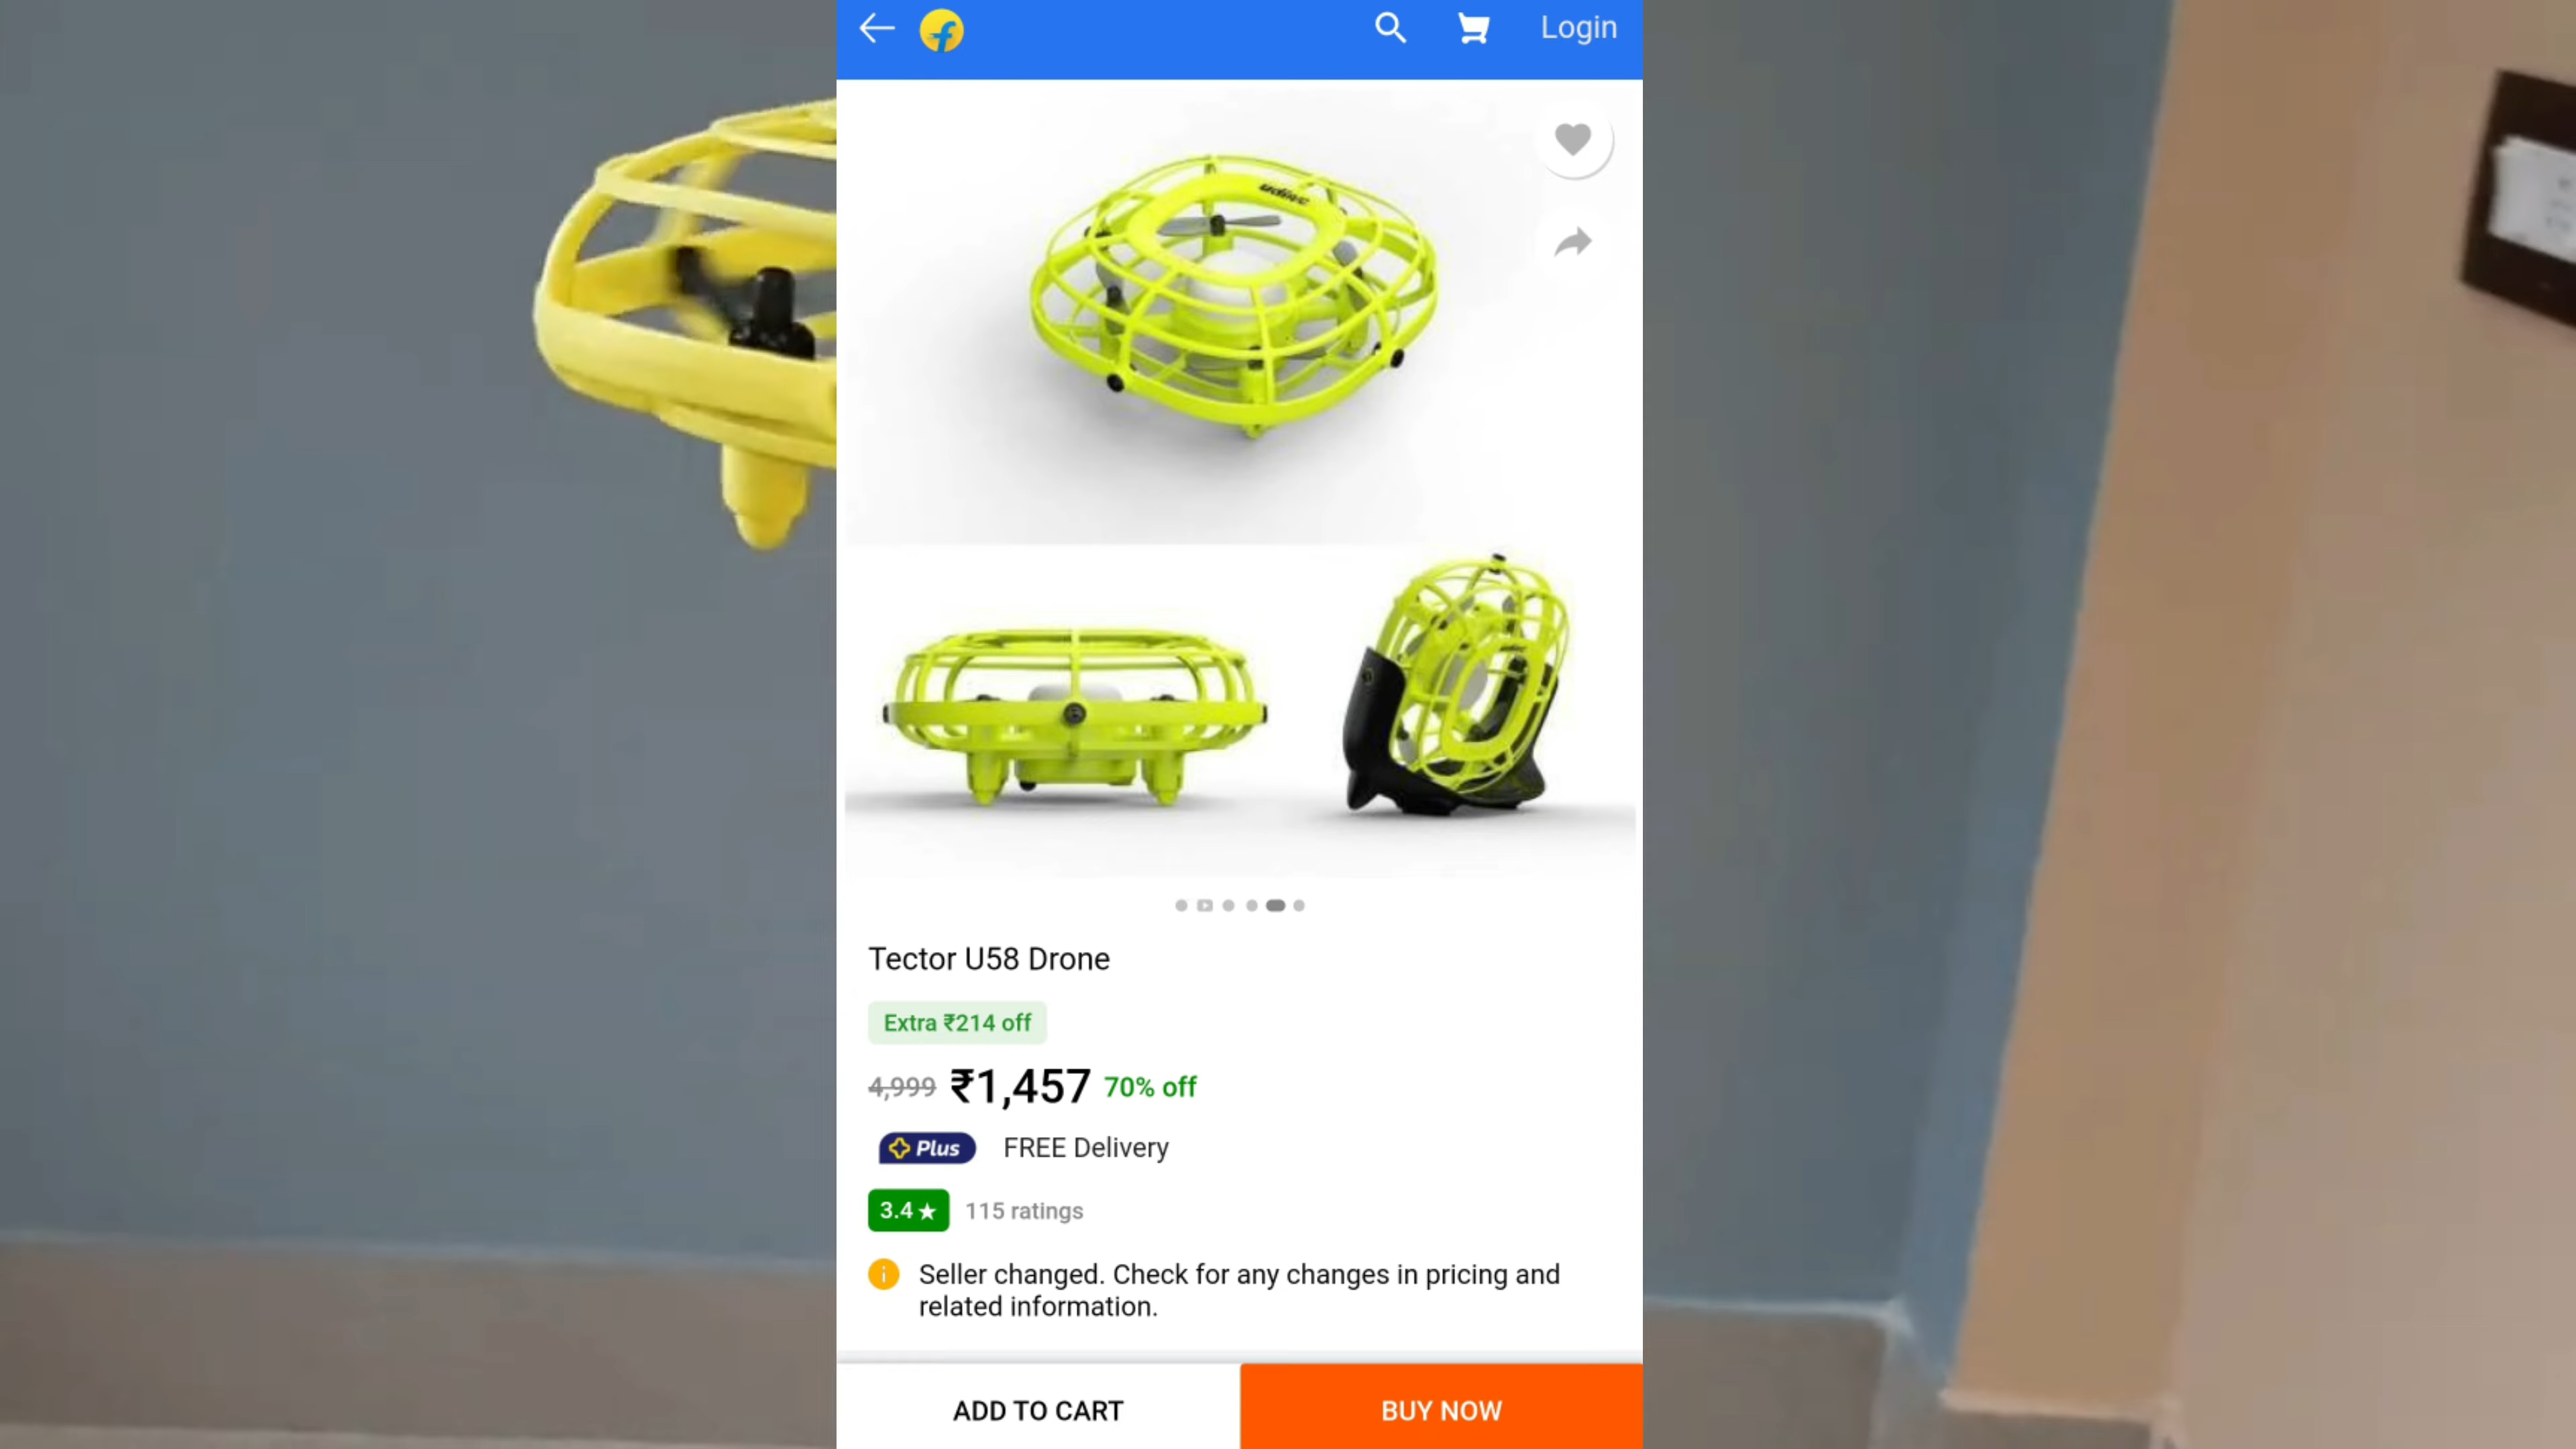 Login
udirc
Tector U58 Drone
Extra ₹214 off
4,999 ₹1,457 70% off
Plus FREE Delivery
3.4★ 115 ratings
Seller changed. Check for any changes in pricing and
related information.
ADD TO CART
BUY NOW